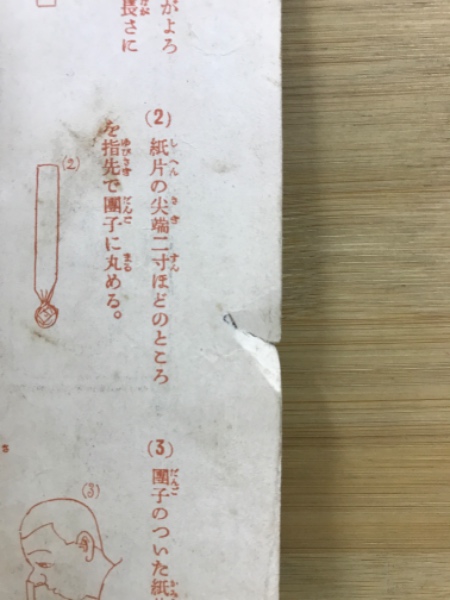 がよろ
長さに
(2) 紙片の尖端二寸ほどのところ
を指先で團子に丸める。
(2)
(3) 團子のついた紙
(3)